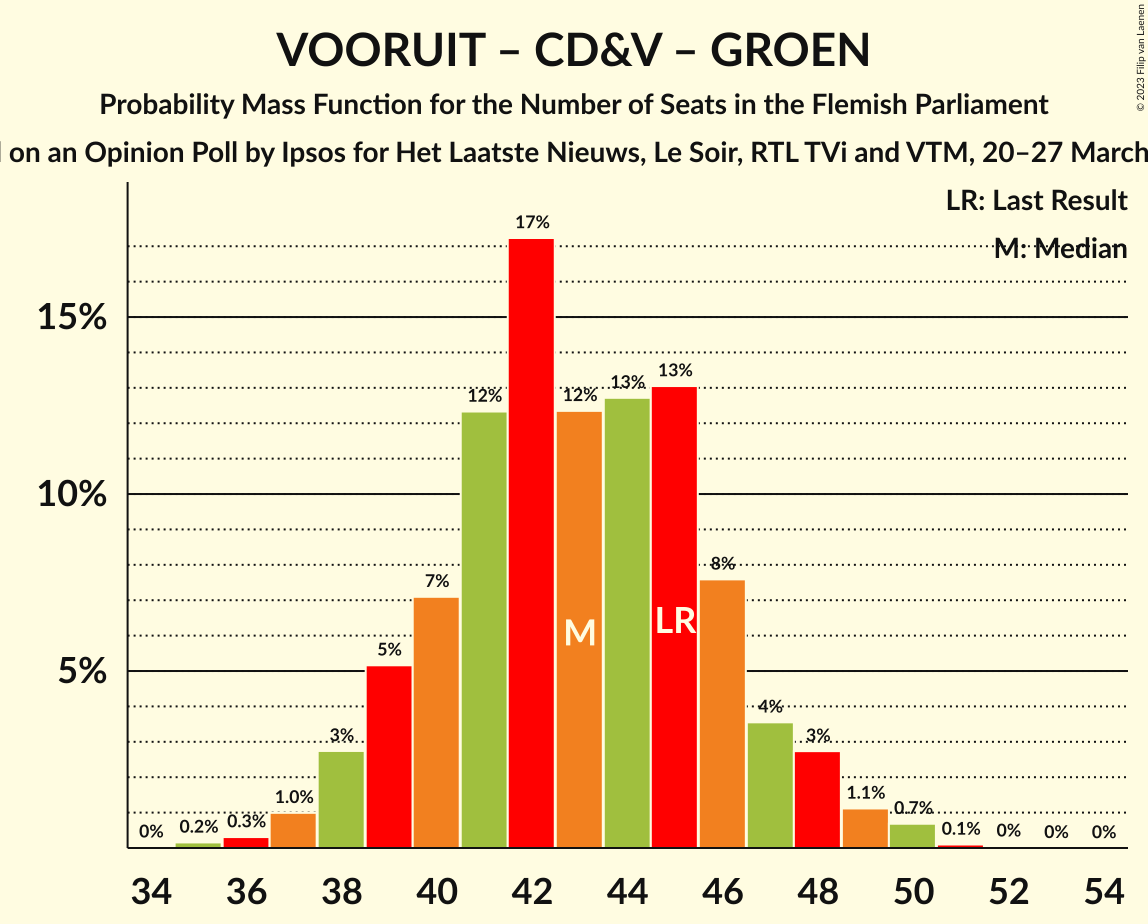 VOORUIT – CD&V – GROEN
Probability Mass Function for the Number of Seats in the Flemish Parliament
on an Opinion Poll by Ipsos for Het Laatste Nieuws, Le Soir, RTL TVi and VTM, 20–27 March
© 2023 Filip van Laenen
LR: Last Result
M: Median
15%
10%
5%
0%
0.2%
0.3%
1.0%
3%
5%
7%
12%
17%
12%
13%
13%
8%
4%
3%
1.1%
0.7%
0.1%
0%
0%
0%
M
LR
34 36 38 40 42 44 46 48 50 52 54